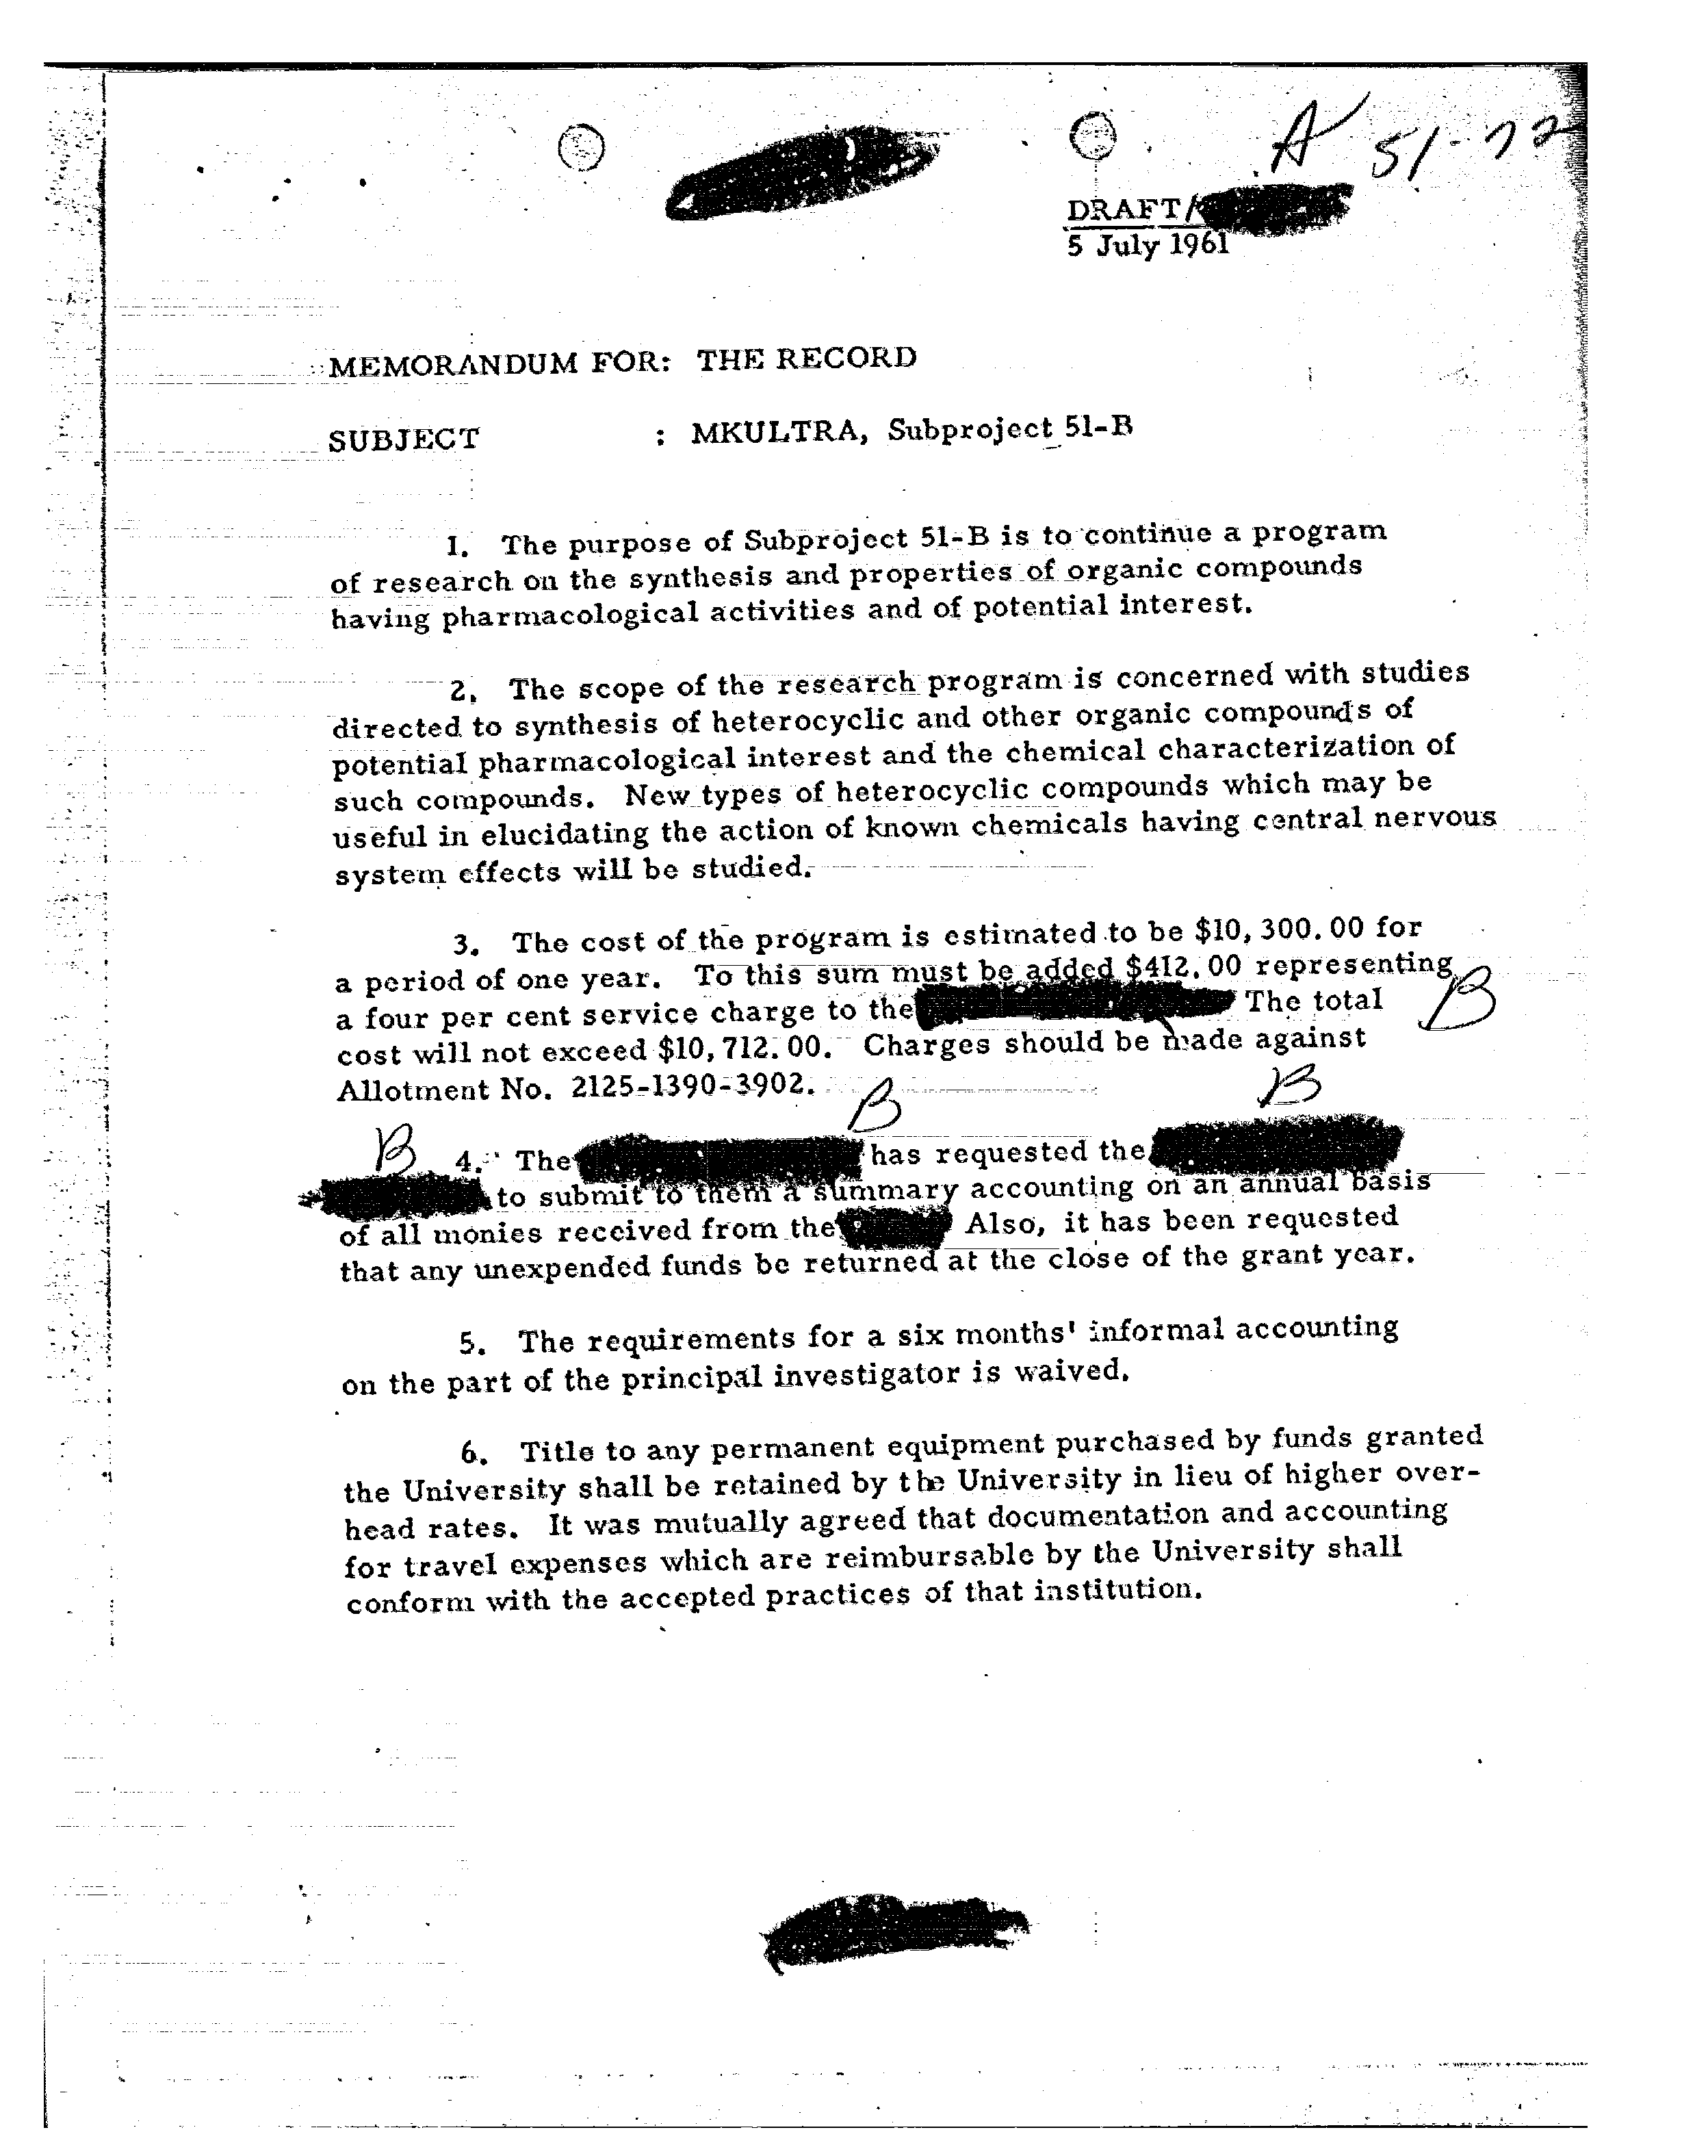 A 51-72
DRAFT/
5 July 1961
MEMORANDUM FOR: THE RECORD
SUBJECT : MKULTRA, Subproject 51-B
1. The purpose of Subproject 51-B is to continue a program
of research on the synthesis and properties of organic compounds
having pharmacological activities and of potential interest.
2. The scope of the research program is concerned with studies
directed to synthesis of heterocyclic and other organic compounds of
potential pharmacological interest and the chemical characterization of
such compounds. New types of heterocyclic compounds which may be
useful in elucidating the action of known chemicals having central nervous
system effects will be studied.
3. The cost of the program is estimated to be $10,300.00 for
a period of one year. To this sum must be added $412.00 representing
a four per cent service charge to the The total B
cost will not exceed $10,712.00. Charges should be made against
Allotment No. 2125-1390-3902. B B
B 4. The has requested the
to submit to them a summary accounting on an annual basis
of all monies received from the Also, it has been requested
that any unexpended funds be returned at the close of the grant year.
5. The requirements for a six months' informal accounting
on the part of the principal investigator is waived.
6. Title to any permanent equipment purchased by funds granted
the University shall be retained by the University in lieu of higher over-
head rates. It was mutually agreed that documentation and accounting
for travel expenses which are reimbursable by the University shall
conform with the accepted practices of that institution.